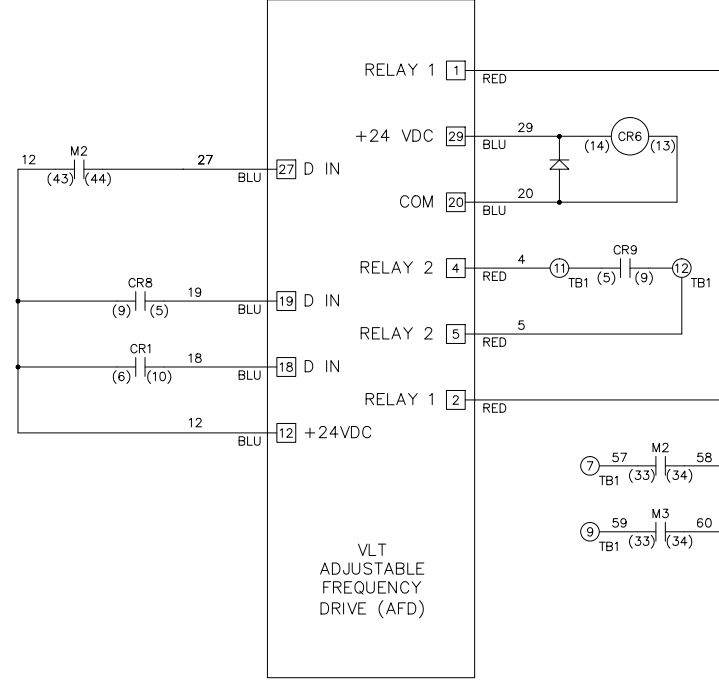 RELAY 1 1 RED
+24 VDC 29 29 BLU (14) CR6 (13)
12 M2 (43) (44) 27 BLU 27 D IN
COM 20 20 BLU
RELAY 2 4 4 RED 11 TB1 CR9 (5) (9) 12 TB1
CR8 (9) (5) 19 BLU 19 D IN
RELAY 2 5 5 RED
CR1 (6) (10) 18 BLU 18 D IN
RELAY 1 2 RED
12 BLU 12 +24VDC
7 TB1 57 M2 (33) (34) 58
9 TB1 59 M3 (33) (34) 60
VLT
ADJUSTABLE
FREQUENCY
DRIVE (AFD)